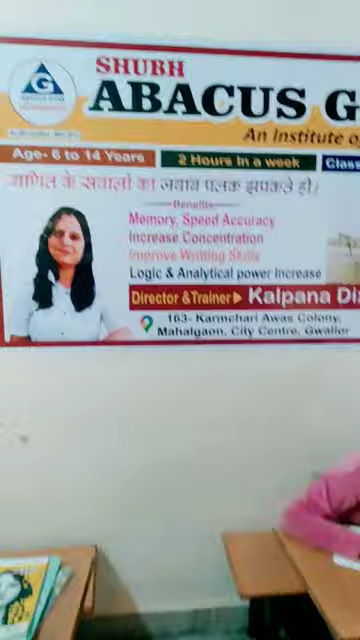 SHUBH
ABACUS G
An Institute o
Age- 6 to 14 Years
2 Hours In a week
Class
गणित के सवालों का जवाब पलक झपकते ही।
Benefits
Memory, Speed Accuracy
Increase Concentration
Improve Writting Skills
Logic & Analytical power Increase
Director & Trainer Kalpana Di
163- Karmchari Awas Colony,
Mahalgaon, City Centre, Gwalior